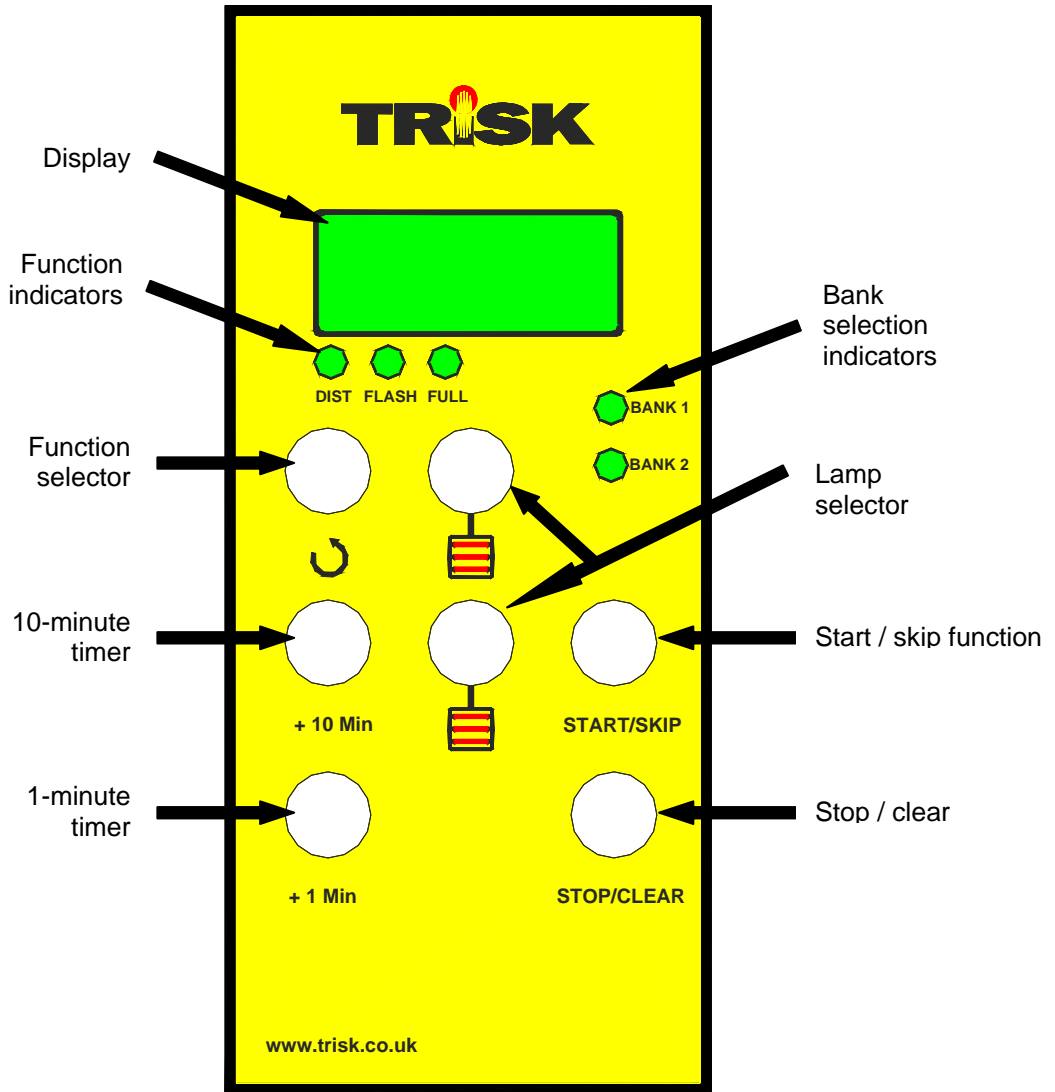 TRISK
Display
Function
indicators
Bank
selection
indicators
DIST FLASH FULL
BANK 1
Function
selector
BANK 2
Lamp
selector
10-minute
timer
Start / skip function
+ 10 Min
START/SKIP
1-minute
timer
Stop / clear
+ 1 Min
STOP/CLEAR
www.trisk.co.uk